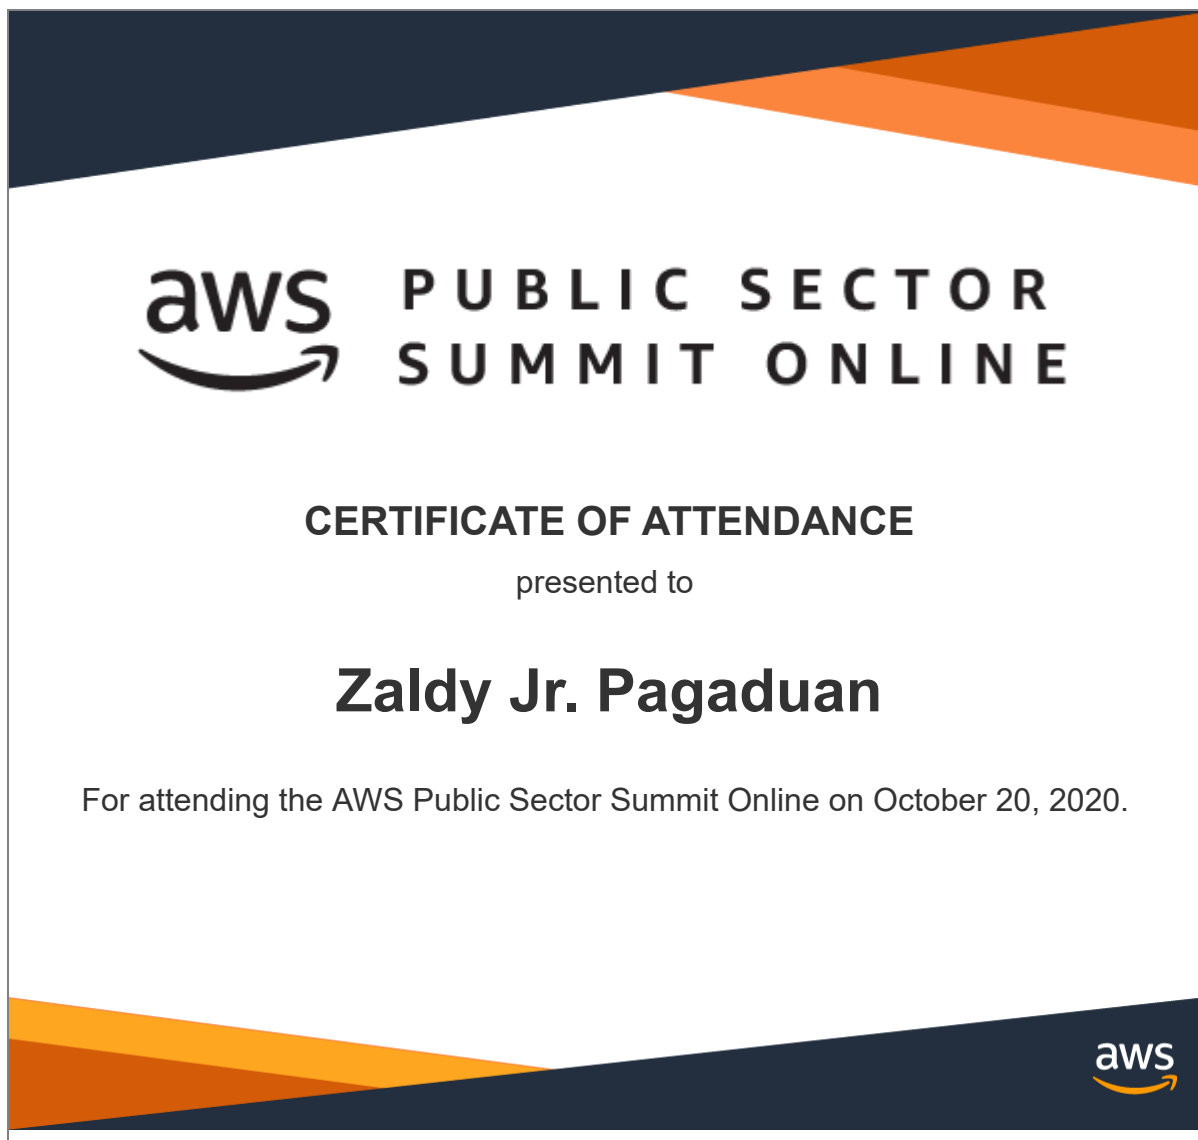 aws PUBLIC SECTOR
SUMMIT ONLINE
CERTIFICATE OF ATTENDANCE
presented to
Zaldy Jr. Pagaduan
For attending the AWS Public Sector Summit Online on October 20, 2020.
aws